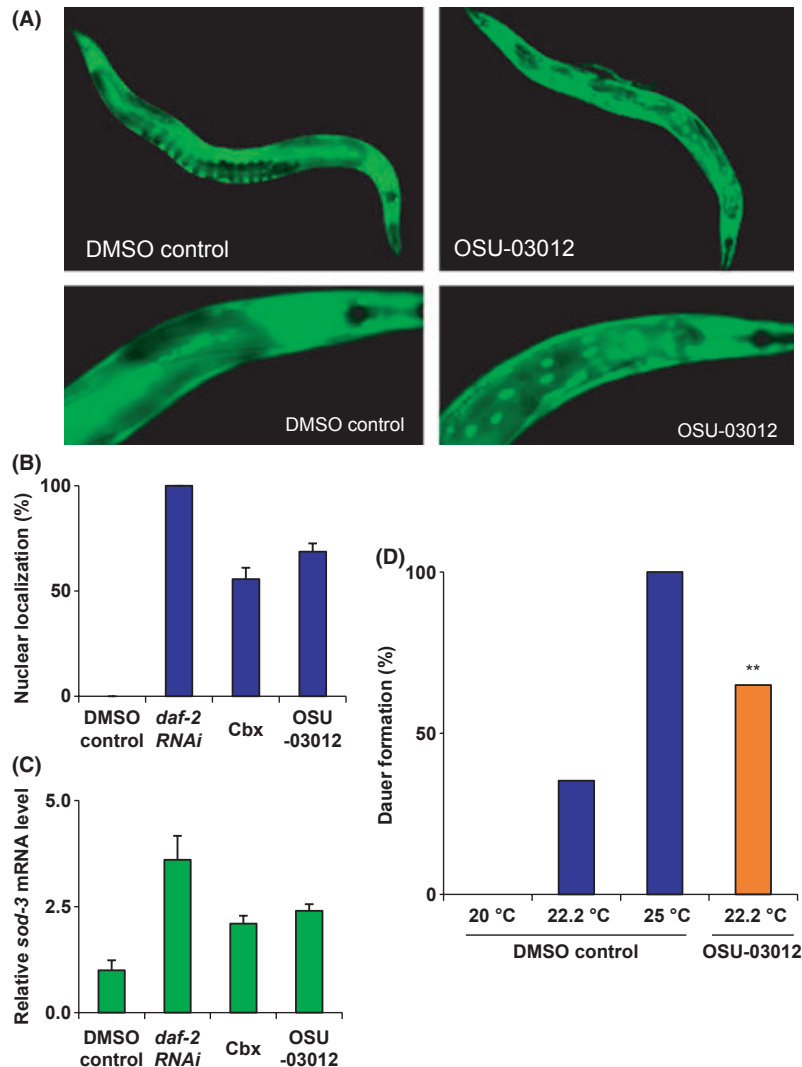 (A)
DMSO control
OSU-03012
DMSO control
OSU-03012
(B)
Nuclear localization (%)
100
50
0
DMSO control
daf-2 RNAi
Cbx
OSU -03012
(C)
Relative sod-3 mRNA level
5.0
2.5
0.0
DMSO control
daf-2 RNAi
Cbx
OSU -03012
(D)
Dauer formation (%)
100
50
0
**
20 °C
22.2 °C
25 °C
22.2 °C
DMSO control
OSU-03012